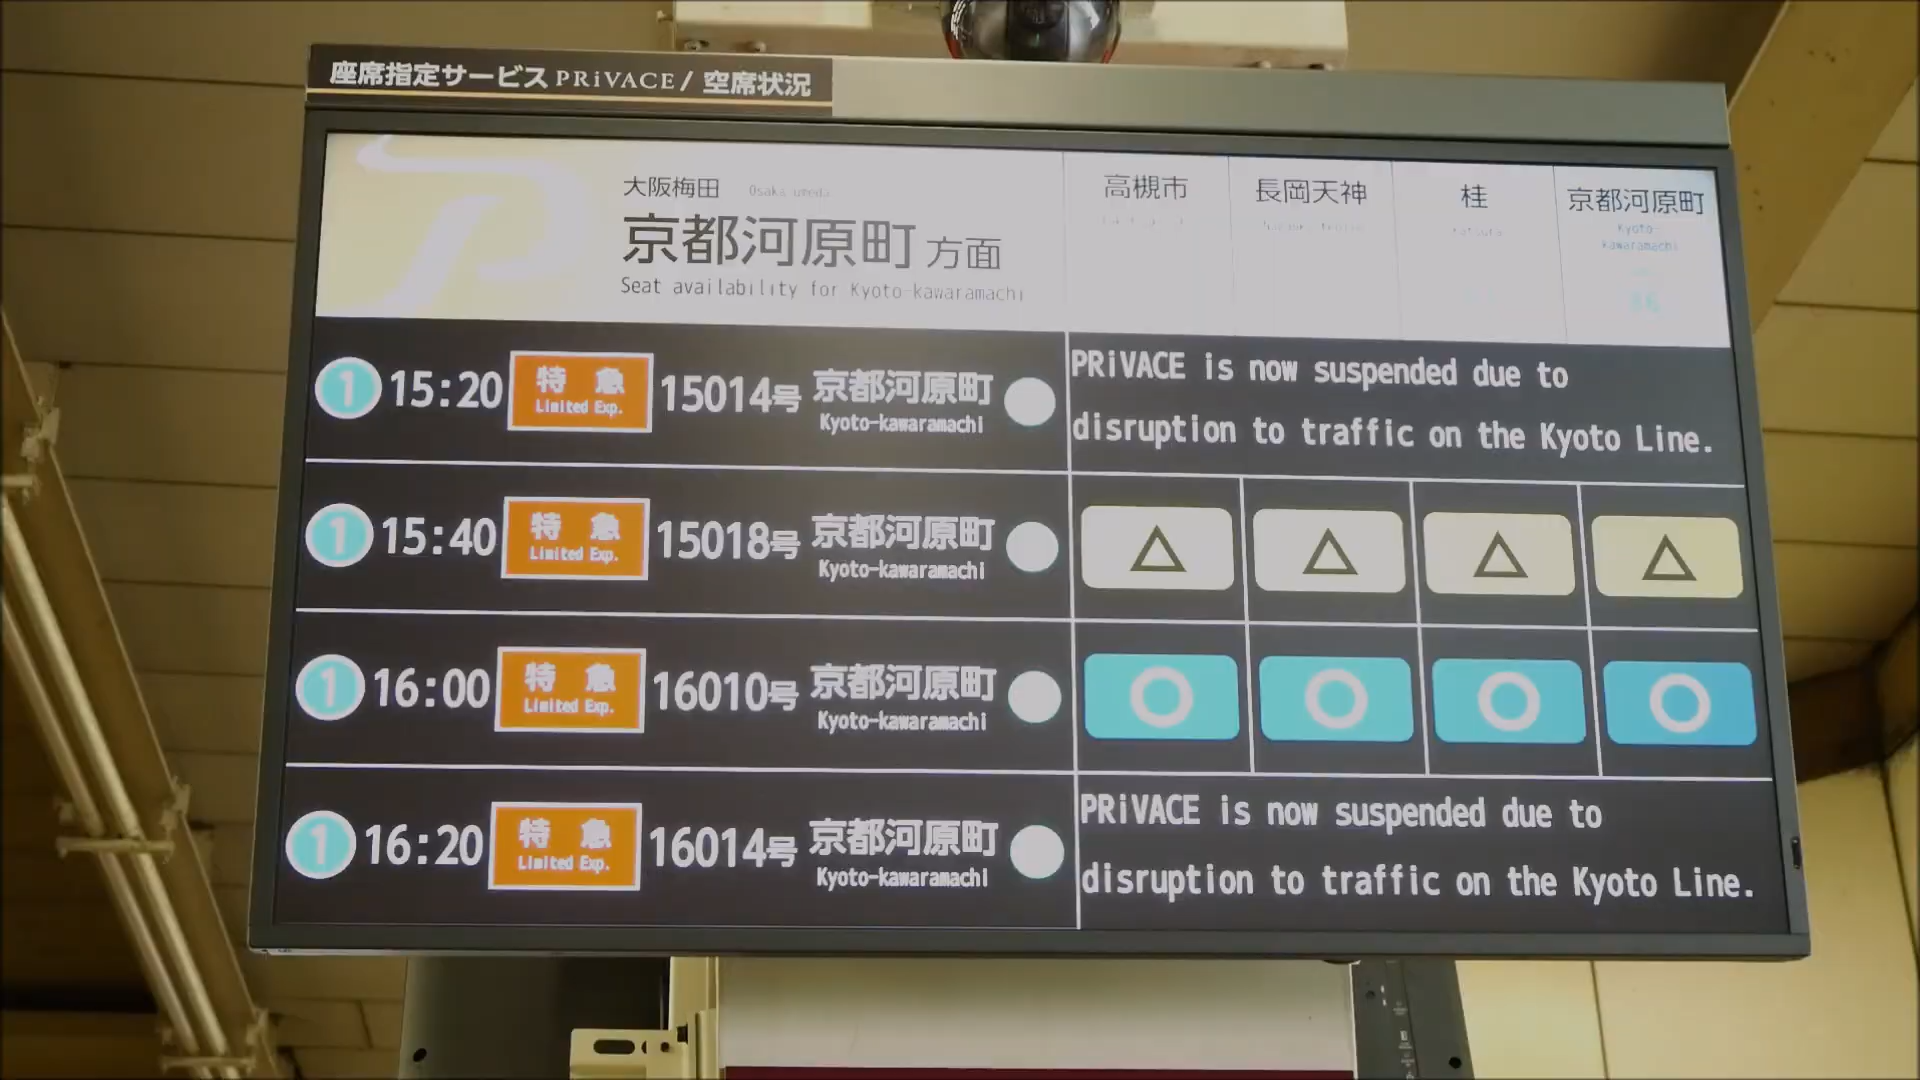 座席指定サービス PRiVACE / 空席状況
大阪梅田 Osaka umeda
京都河原町 方面
Seat availability for Kyoto-kawaramachi
高槻市
長岡天神
桂
Katsura
京都河原町
Kyoto-
kawaramachi
86
1 15:20 特急 Limited Exp. 15014号 京都河原町 Kyoto-kawaramachi
PRiVACE is now suspended due to
disruption to traffic on the Kyoto Line.
1 15:40 特急 Limited Exp. 15018号 京都河原町 Kyoto-kawaramachi △ △ △ △
1 16:00 特急 Limited Exp. 16010号 京都河原町 Kyoto-kawaramachi ○ ○ ○ ○
1 16:20 特急 Limited Exp. 16014号 京都河原町 Kyoto-kawaramachi
PRiVACE is now suspended due to
disruption to traffic on the Kyoto Line.